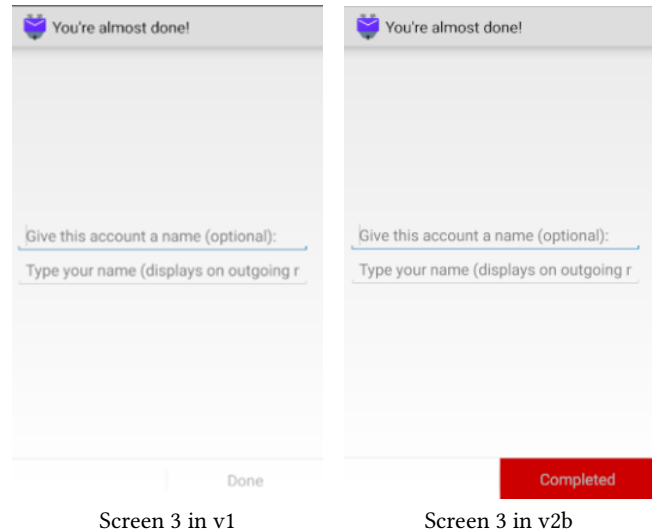 You're almost done!
Give this account a name (optional):
Type your name (displays on outgoing r
Done
Screen 3 in v1
You're almost done!
Give this account a name (optional):
Type your name (displays on outgoing r
Completed
Screen 3 in v2b